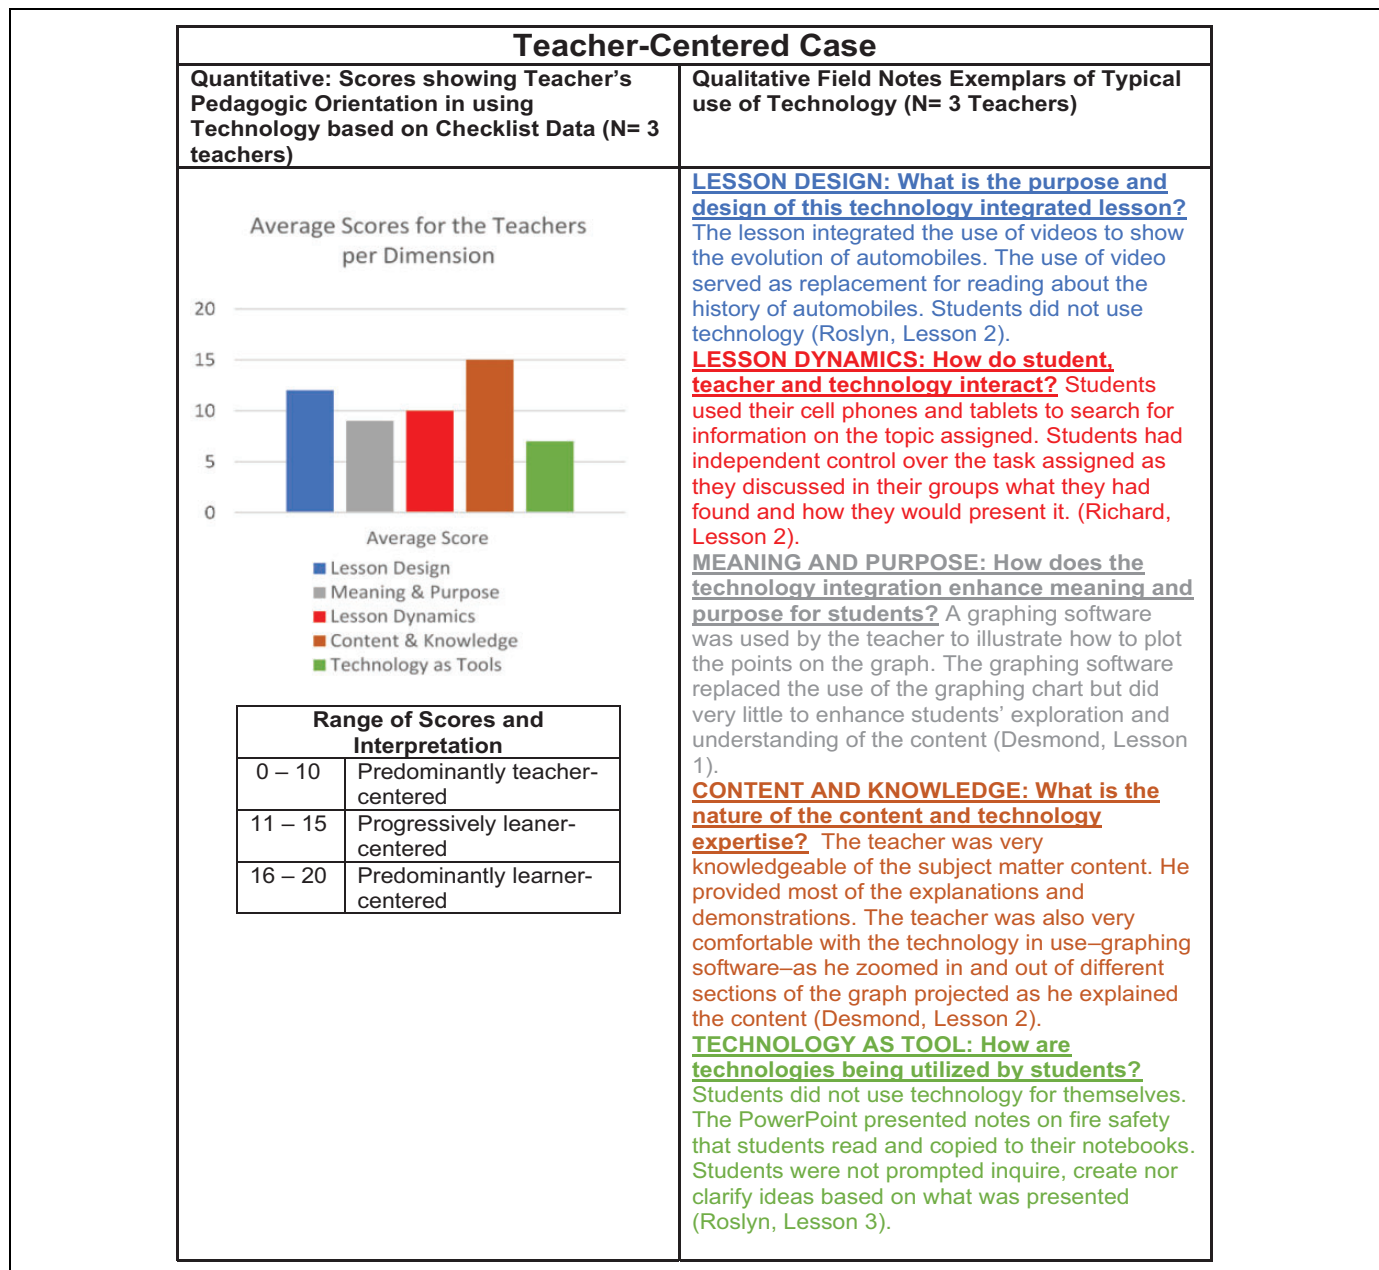 Teacher-Centered Case
Quantitative: Scores showing Teacher’s
Pedagogic Orientation in using
Technology based on Checklist Data (N= 3
teachers)
Qualitative Field Notes Exemplars of Typical
use of Technology (N= 3 Teachers)
Average Scores for the Teachers
per Dimension
20
15
10
5
0
Average Score
Lesson Design
Meaning & Purpose
Lesson Dynamics
Content & Knowledge
Technology as Tools
Range of Scores and
Interpretation
0 – 10 Predominantly teacher-
centered
11 – 15 Progressively leaner-
centered
16 – 20 Predominantly learner-
centered
LESSON DESIGN: What is the purpose and
design of this technology integrated lesson?
The lesson integrated the use of videos to show
the evolution of automobiles. The use of video
served as replacement for reading about the
history of automobiles. Students did not use
technology (Roslyn, Lesson 2).
LESSON DYNAMICS: How do student,
teacher and technology interact? Students
used their cell phones and tablets to search for
information on the topic assigned. Students had
independent control over the task assigned as
they discussed in their groups what they had
found and how they would present it. (Richard,
Lesson 2).
MEANING AND PURPOSE: How does the
technology integration enhance meaning and
purpose for students? A graphing software
was used by the teacher to illustrate how to plot
the points on the graph. The graphing software
replaced the use of the graphing chart but did
very little to enhance students’ exploration and
understanding of the content (Desmond, Lesson
1).
CONTENT AND KNOWLEDGE: What is the
nature of the content and technology
expertise? The teacher was very
knowledgeable of the subject matter content. He
provided most of the explanations and
demonstrations. The teacher was also very
comfortable with the technology in use–graphing
software–as he zoomed in and out of different
sections of the graph projected as he explained
the content (Desmond, Lesson 2).
TECHNOLOGY AS TOOL: How are
technologies being utilized by students?
Students did not use technology for themselves.
The PowerPoint presented notes on fire safety
that students read and copied to their notebooks.
Students were not prompted inquire, create nor
clarify ideas based on what was presented
(Roslyn, Lesson 3).